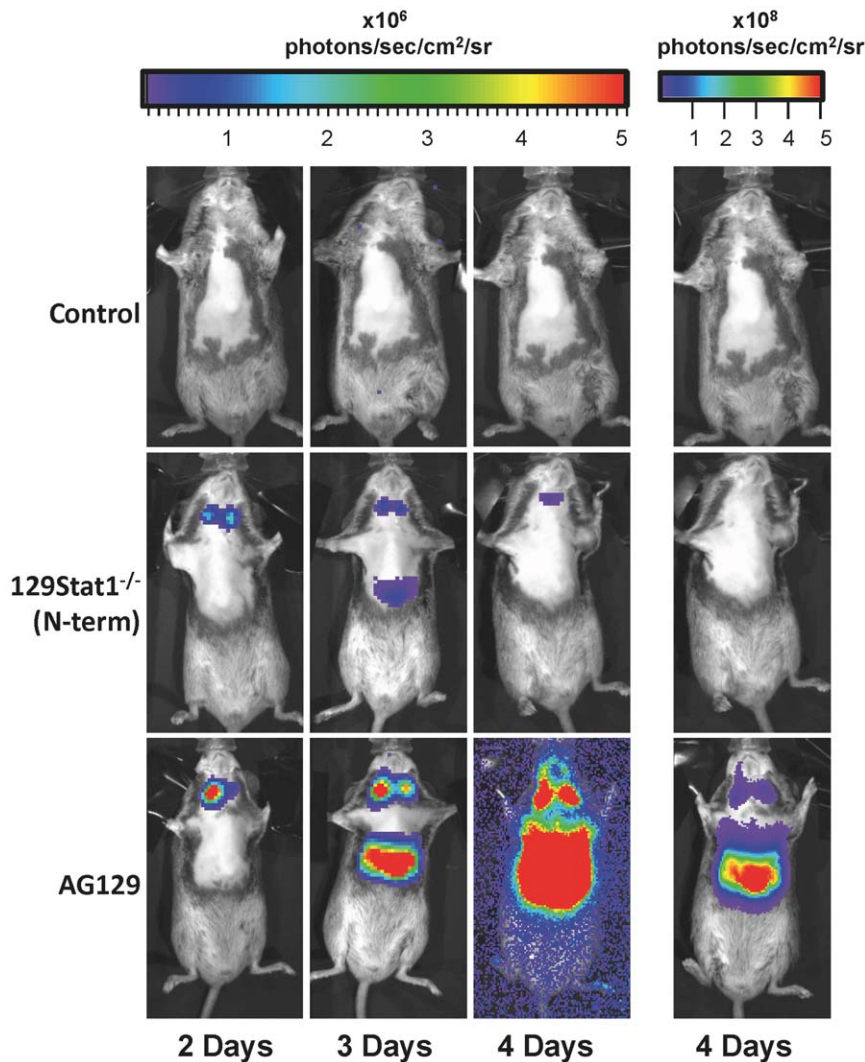 x10⁶
photons/sec/cm²/sr
x10⁸
photons/sec/cm²/sr
1 2 3 4 5
1 2 3 4 5
Control
129Stat1⁻/⁻
(N-term)
AG129
2 Days
3 Days
4 Days
4 Days